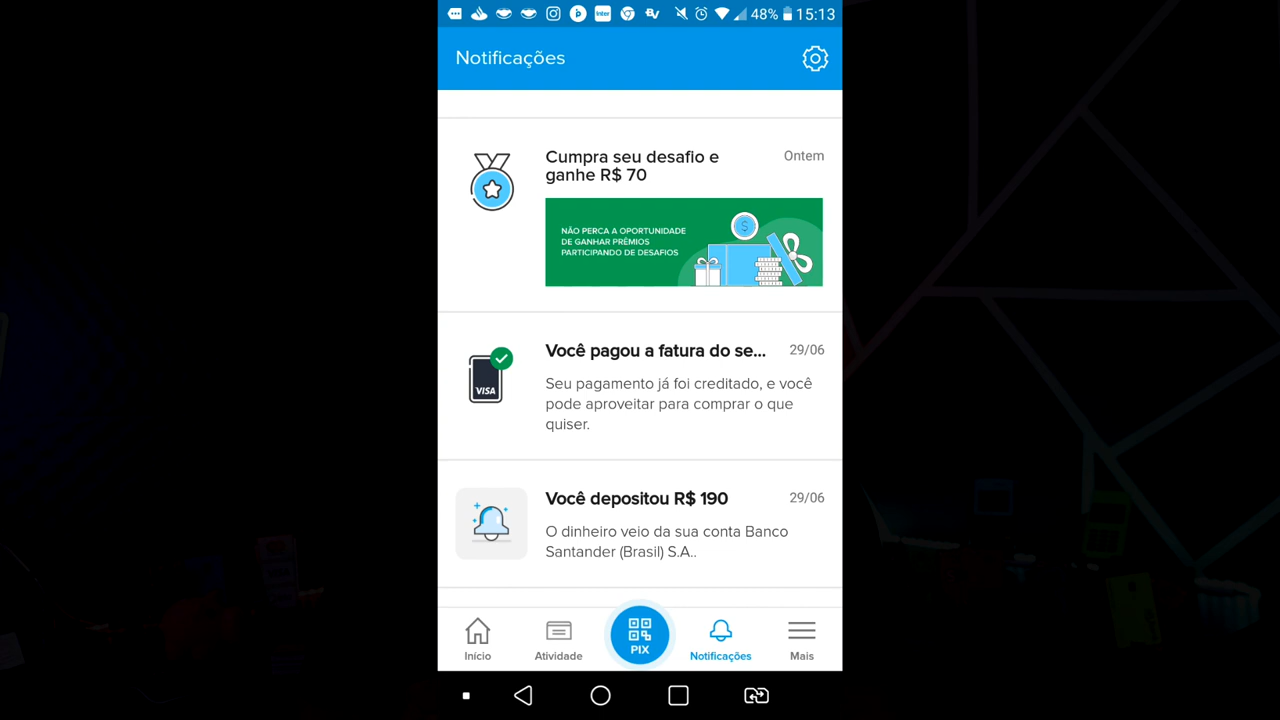 inter
48%
15:13
Notificações
Cumpra seu desafio e
ganhe R$ 70
Ontem
NÃO PERCA A OPORTUNIDADE
DE GANHAR PRÊMIOS
PARTICIPANDO DE DESAFIOS
$
Você pagou a fatura do se...
29/06
VISA
Seu pagamento já foi creditado, e você
pode aproveitar para comprar o que
quiser.
Você depositou R$ 190
29/06
O dinheiro veio da sua conta Banco
Santander (Brasil) S.A..
PIX
Início
Atividade
Notificações
Mais